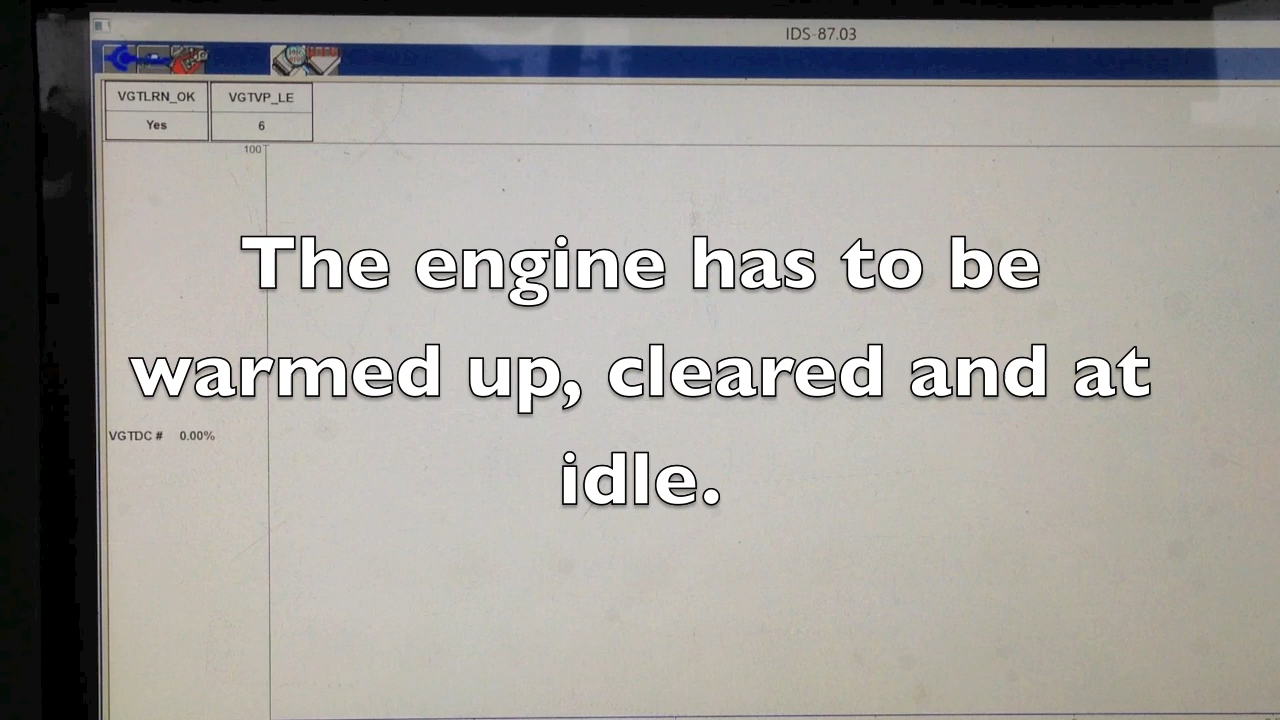 IDS-87.03
VGTLRN_OK VGTVP_LE
Yes 6
100
The engine has to be
warmed up, cleared and at
idle.
VGTDC # 0.00%